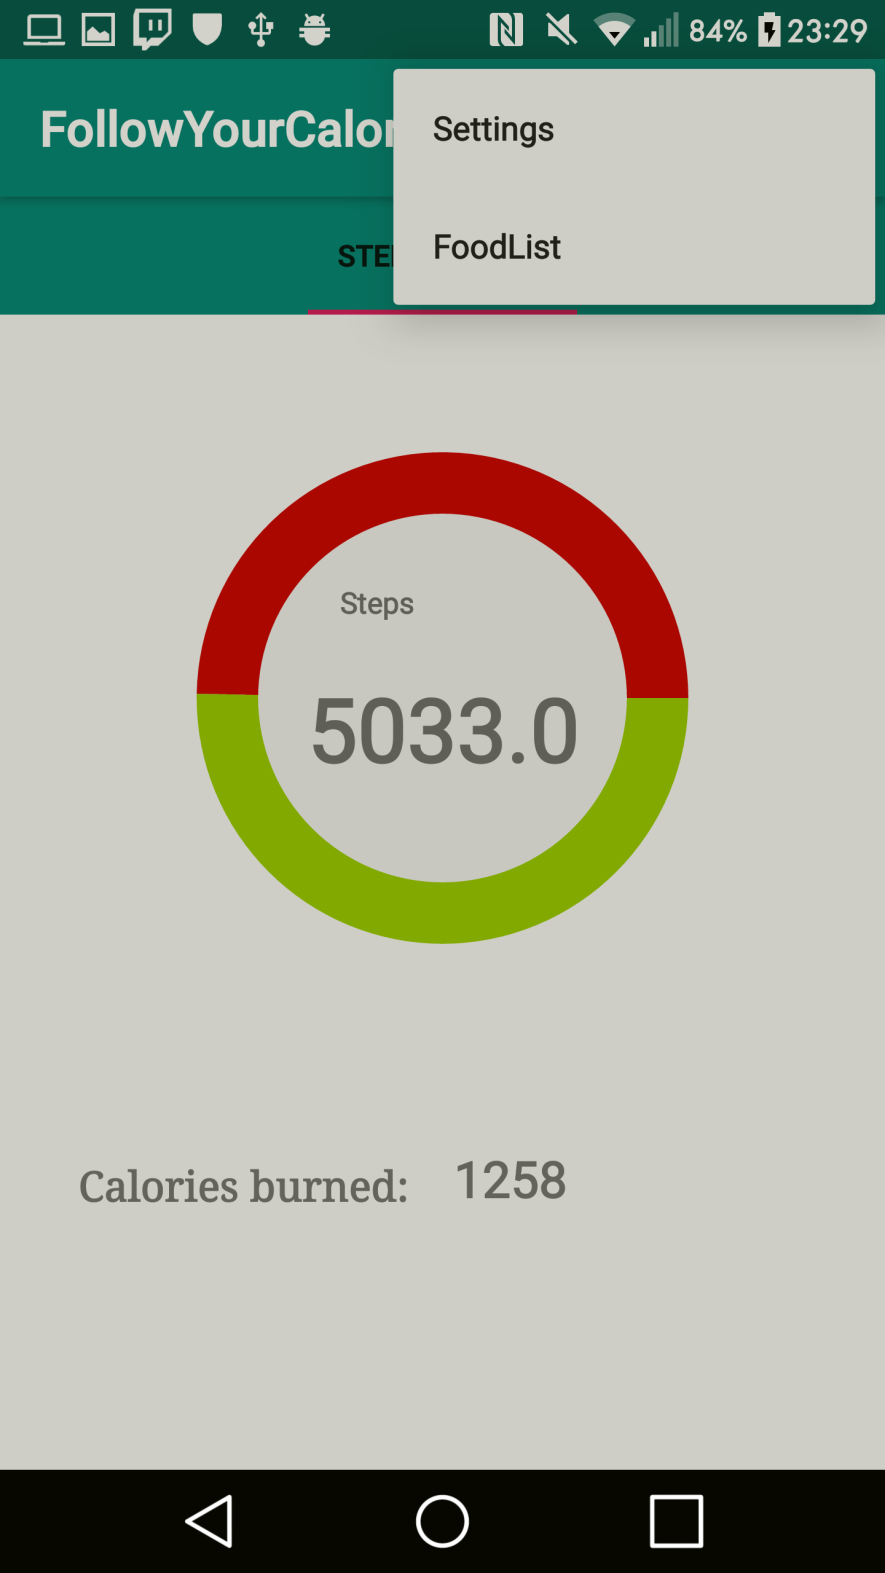 84% 23:29
FollowYourCalor
Settings
FoodList
STE
Steps
5033.0
Calories burned: 1258